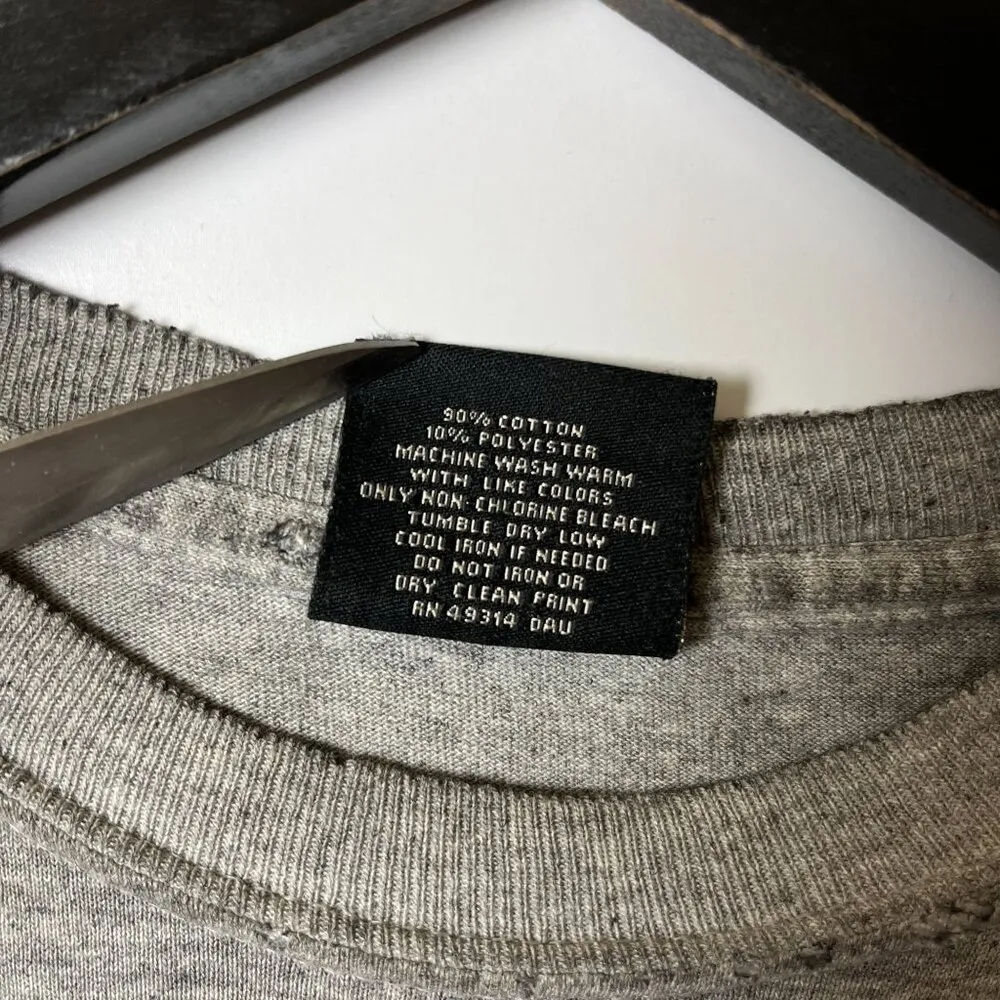 90% COTTON
10% POLYESTER
MACHINE WASH WARM
WITH LIKE COLORS
ONLY NON CHLORINE BLEACH
TUMBLE DRY LOW
COOL IRON IF NEEDED
DO NOT IRON OR
DRY CLEAN PRINT
RN 49314 DAU